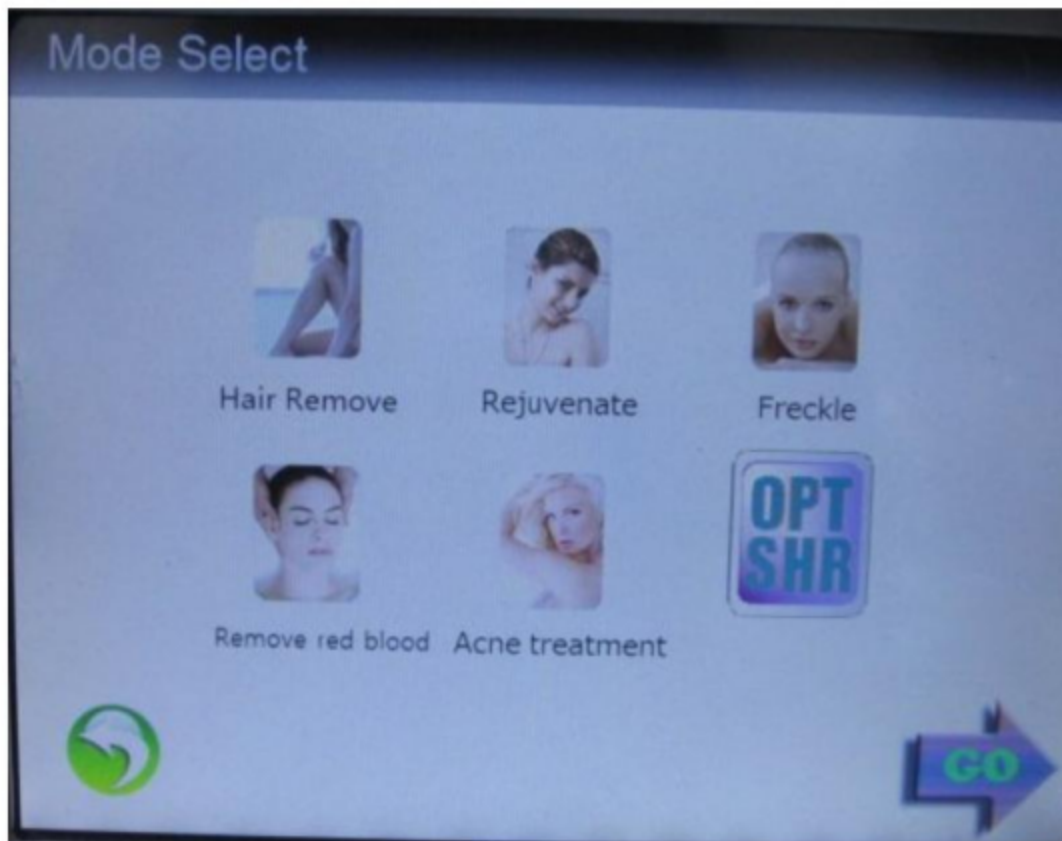 Mode Select
Hair Remove
Rejuvenate
Freckle
OPT
SHR
Remove red blood
Acne treatment
GO